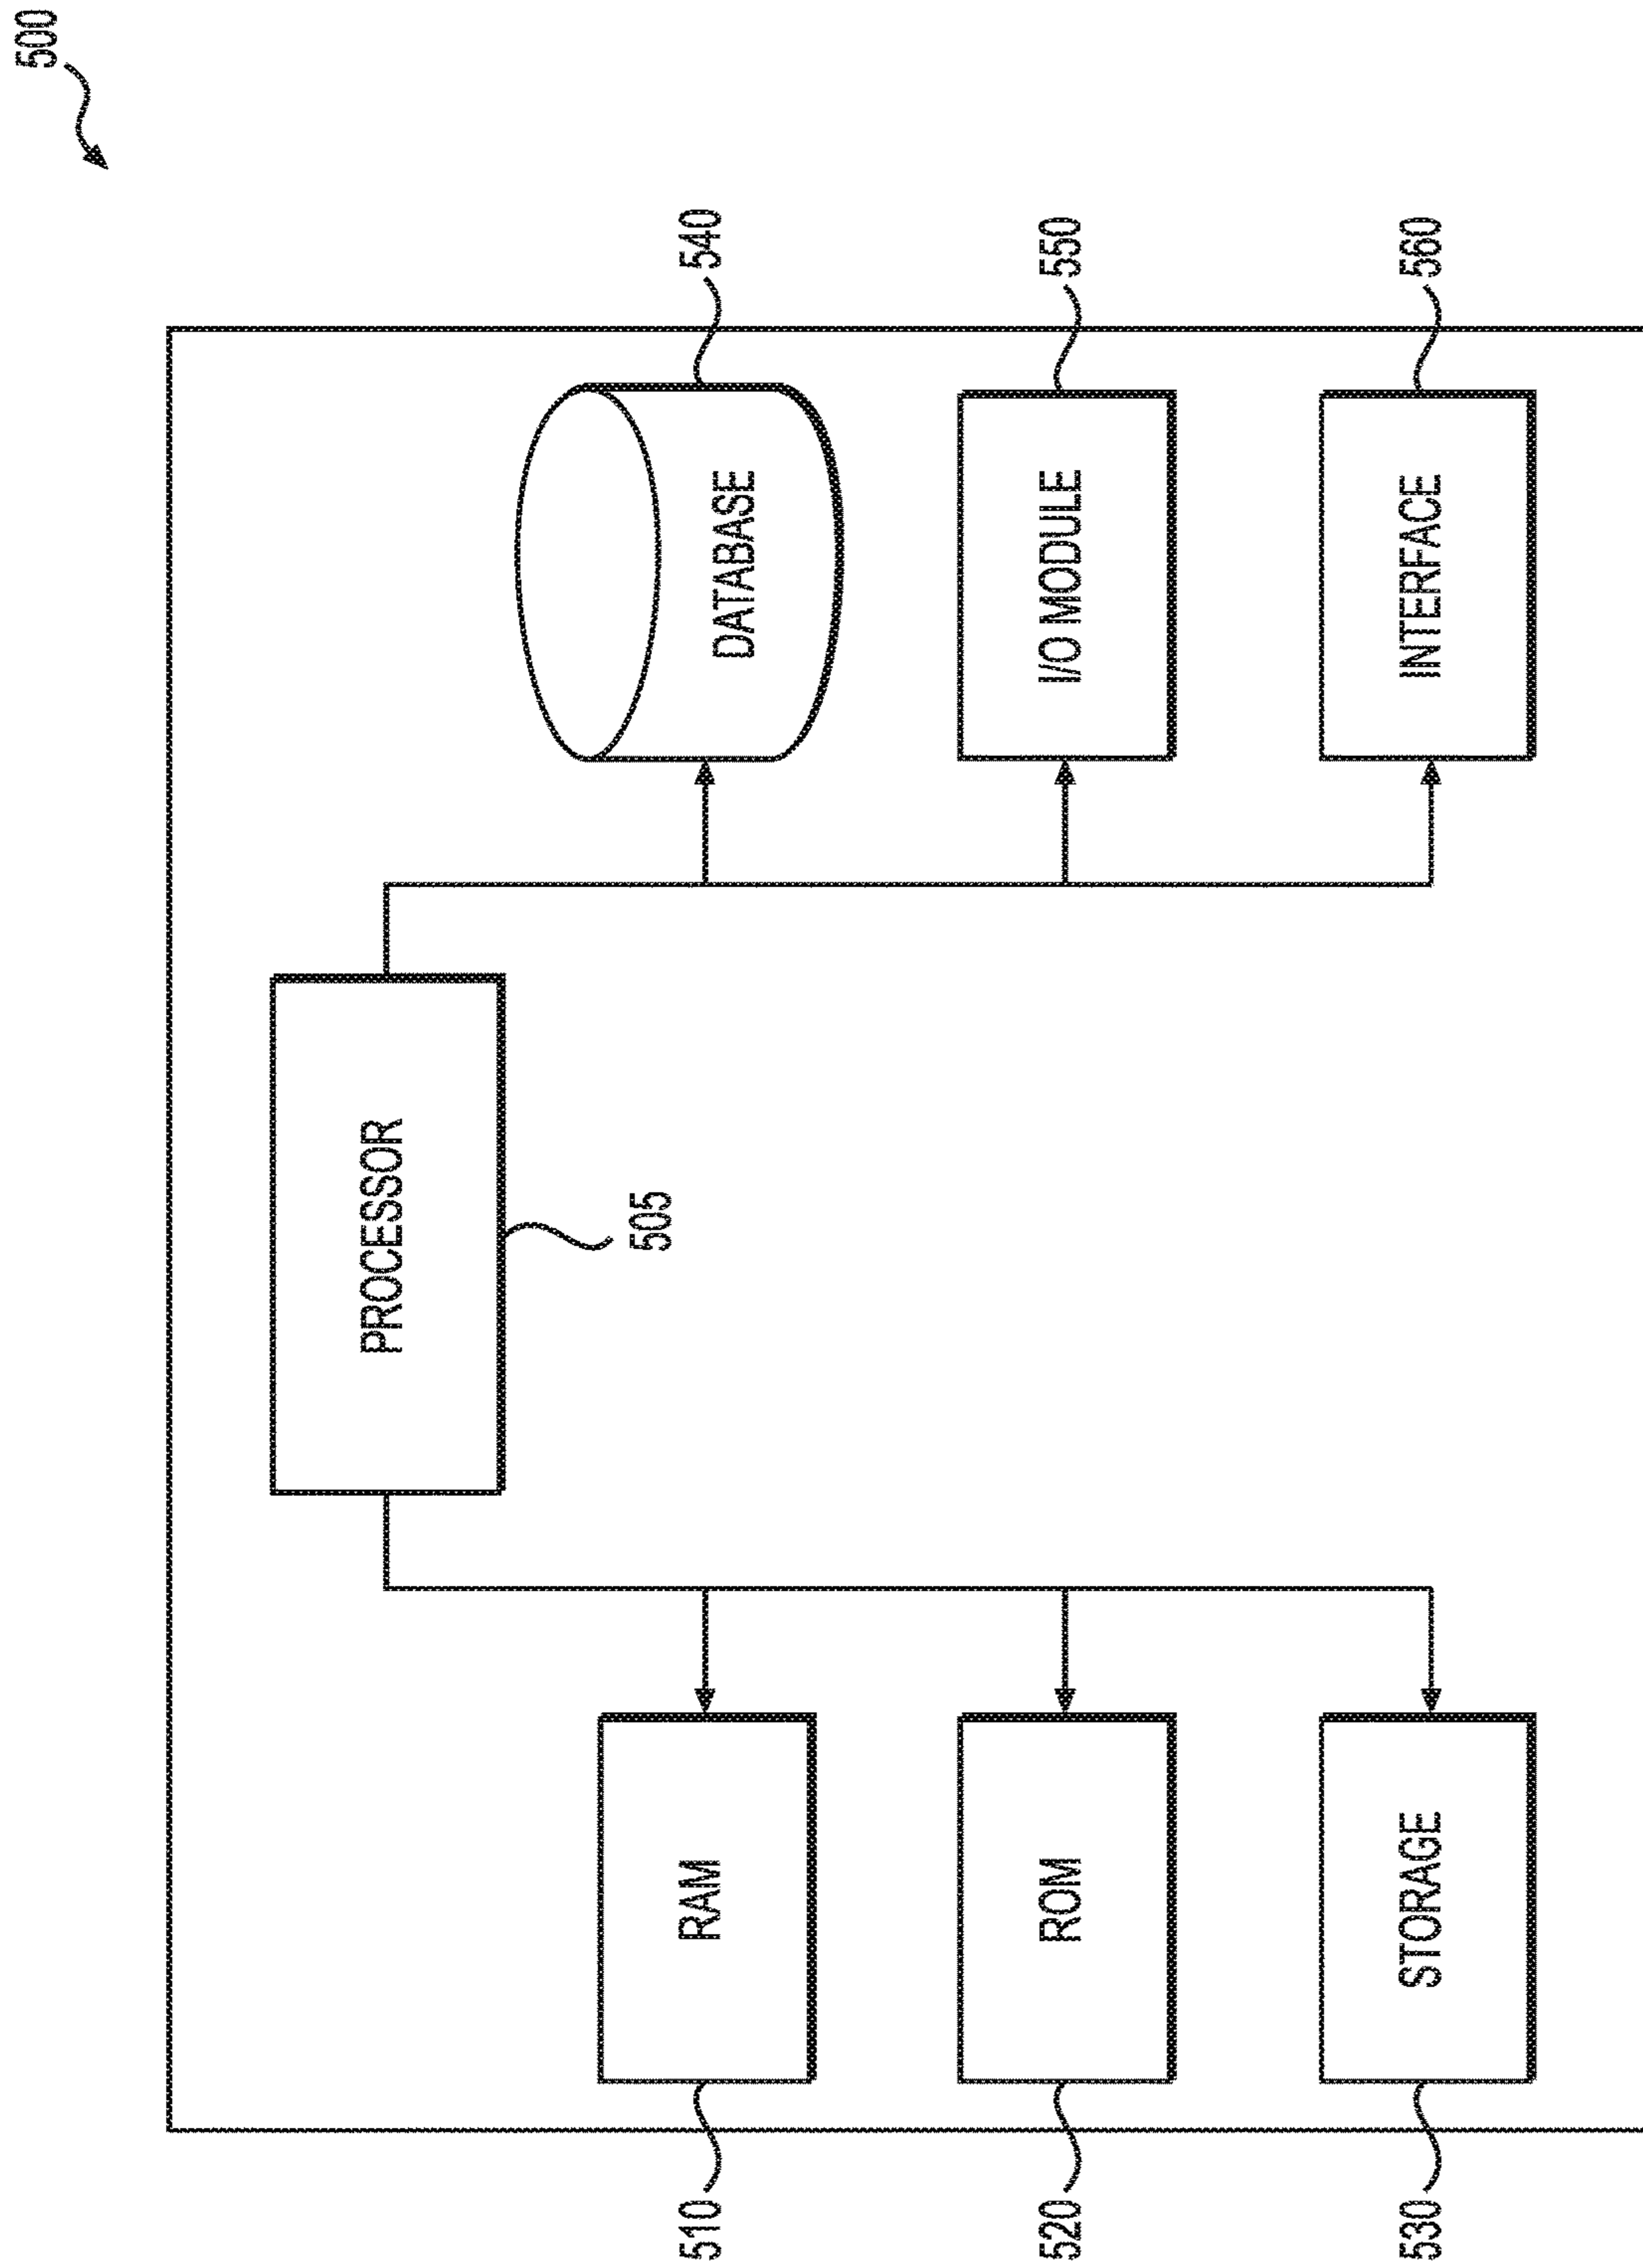 500
PROCESSOR
505
510
RAM
DATABASE
540
520
ROM
I/O MODULE
550
530
STORAGE
INTERFACE
560